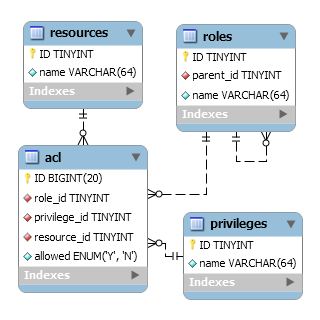 resources
ID TINYINT
name VARCHAR(64)
Indexes
roles
ID TINYINT
parent_id TINYINT
name VARCHAR(64)
Indexes
acl
ID BIGINT(20)
role_id TINYINT
privilege_id TINYINT
resource_id TINYINT
allowed ENUM('Y', 'N')
Indexes
privileges
ID TINYINT
name VARCHAR(64)
Indexes